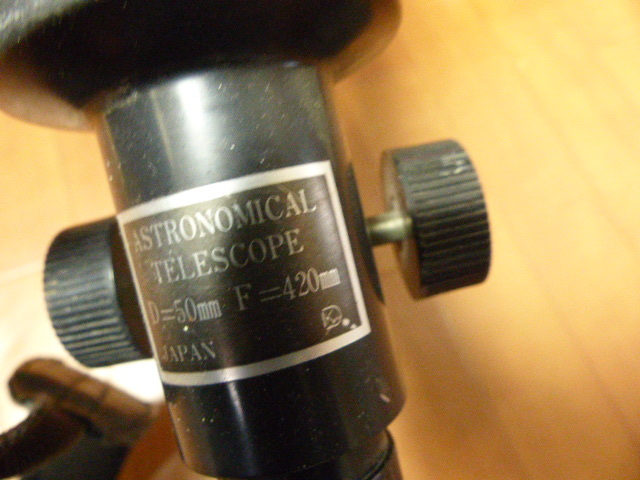 ASTRONOMICAL
TELESCOPE
D=50mm F=420mm
JAPAN